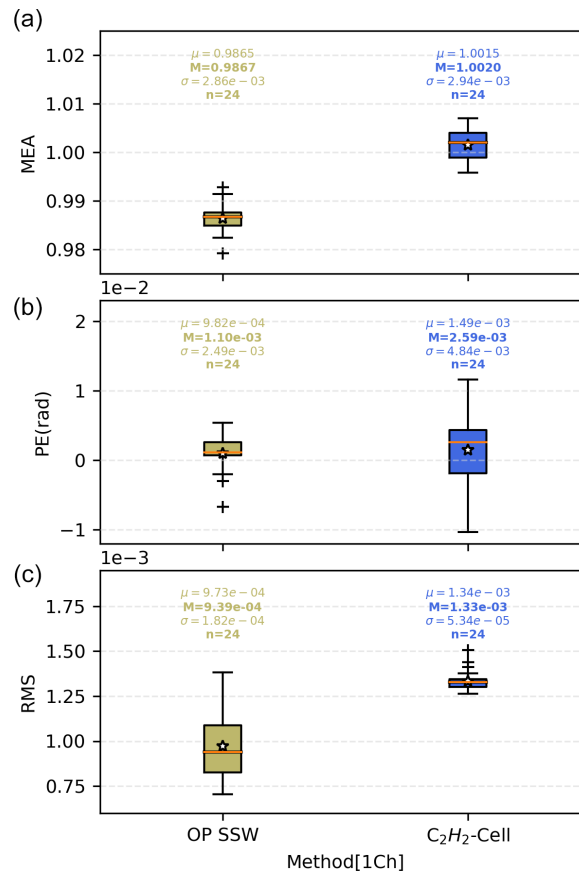 (a)
1.02
1.01
1.00
0.99
0.98
MEA
μ = 0.9865
M=0.9867
σ = 2.86e − 03
n=24
μ = 1.0015
M=1.0020
σ = 2.94e − 03
n=24
(b)
1e−2
2
1
0
−1
PE(rad)
μ = 9.82e − 04
M=1.10e-03
σ = 2.49e − 03
n=24
μ = 1.49e − 03
M=2.59e-03
σ = 4.84e − 03
n=24
(c)
1e−3
1.75
1.50
1.25
1.00
0.75
RMS
μ = 9.73e − 04
M=9.39e-04
σ = 1.82e − 04
n=24
μ = 1.34e − 03
M=1.33e-03
σ = 5.34e − 05
n=24
OP SSW
C₂H₂-Cell
Method[1Ch]